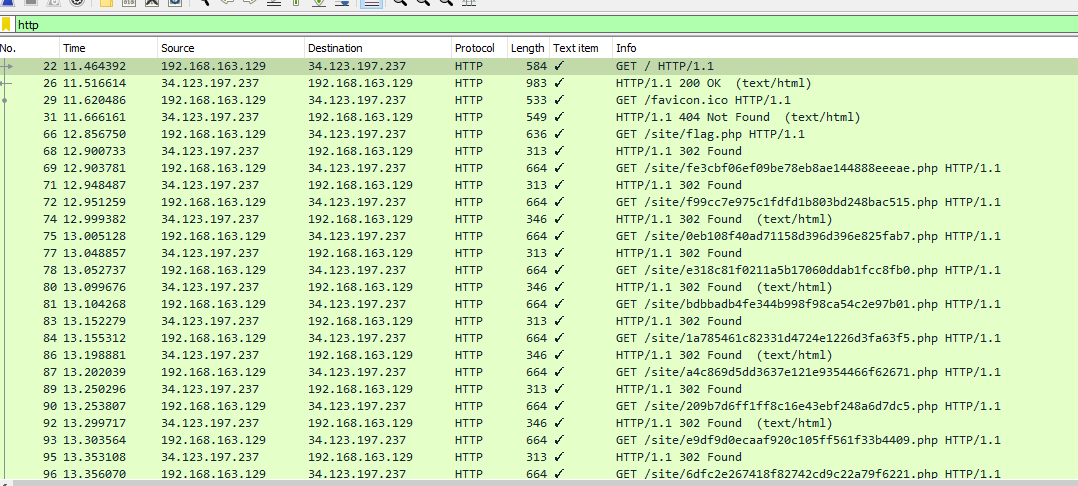 http
No. Time Source Destination Protocol Length Text item Info
22 11.464392 192.168.163.129 34.123.197.237 HTTP 584 ✓ GET / HTTP/1.1
26 11.516614 34.123.197.237 192.168.163.129 HTTP 983 ✓ HTTP/1.1 200 OK (text/html)
29 11.620486 192.168.163.129 34.123.197.237 HTTP 533 ✓ GET /favicon.ico HTTP/1.1
31 11.666161 34.123.197.237 192.168.163.129 HTTP 549 ✓ HTTP/1.1 404 Not Found (text/html)
66 12.856750 192.168.163.129 34.123.197.237 HTTP 636 ✓ GET /site/flag.php HTTP/1.1
68 12.900733 34.123.197.237 192.168.163.129 HTTP 313 ✓ HTTP/1.1 302 Found
69 12.903781 192.168.163.129 34.123.197.237 HTTP 664 ✓ GET /site/fe3cbf06ef09be78eb8ae144888eeeae.php HTTP/1.1
71 12.948487 34.123.197.237 192.168.163.129 HTTP 313 ✓ HTTP/1.1 302 Found
72 12.951259 192.168.163.129 34.123.197.237 HTTP 664 ✓ GET /site/f99cc7e975c1fdfd1b803bd248bac515.php HTTP/1.1
74 12.999382 34.123.197.237 192.168.163.129 HTTP 346 ✓ HTTP/1.1 302 Found (text/html)
75 13.005128 192.168.163.129 34.123.197.237 HTTP 664 ✓ GET /site/0eb108f40ad71158d396d396e825fab7.php HTTP/1.1
77 13.048857 34.123.197.237 192.168.163.129 HTTP 313 ✓ HTTP/1.1 302 Found
78 13.052737 192.168.163.129 34.123.197.237 HTTP 664 ✓ GET /site/e318c81f0211a5b17060ddab1fcc8fb0.php HTTP/1.1
80 13.099676 34.123.197.237 192.168.163.129 HTTP 346 ✓ HTTP/1.1 302 Found (text/html)
81 13.104268 192.168.163.129 34.123.197.237 HTTP 664 ✓ GET /site/bdbbadb4fe344b998f98ca54c2e97b01.php HTTP/1.1
83 13.152279 34.123.197.237 192.168.163.129 HTTP 313 ✓ HTTP/1.1 302 Found
84 13.155312 192.168.163.129 34.123.197.237 HTTP 664 ✓ GET /site/1a785461c82331d4724e1226d3fa63f5.php HTTP/1.1
86 13.198881 34.123.197.237 192.168.163.129 HTTP 346 ✓ HTTP/1.1 302 Found (text/html)
87 13.202039 192.168.163.129 34.123.197.237 HTTP 664 ✓ GET /site/a4c869d5dd3637e121e9354466f62671.php HTTP/1.1
89 13.250296 34.123.197.237 192.168.163.129 HTTP 313 ✓ HTTP/1.1 302 Found
90 13.253807 192.168.163.129 34.123.197.237 HTTP 664 ✓ GET /site/209b7d6ff1ff8c16e43ebf248a6d7dc5.php HTTP/1.1
92 13.299717 34.123.197.237 192.168.163.129 HTTP 346 ✓ HTTP/1.1 302 Found (text/html)
93 13.303564 192.168.163.129 34.123.197.237 HTTP 664 ✓ GET /site/e9df9d0ecaaf920c105ff561f33b4409.php HTTP/1.1
95 13.353108 34.123.197.237 192.168.163.129 HTTP 313 ✓ HTTP/1.1 302 Found
96 13.356070 192.168.163.129 34.123.197.237 HTTP 664 ✓ GET /site/6dfc2e267418f82742cd9c22a79f6221.php HTTP/1.1